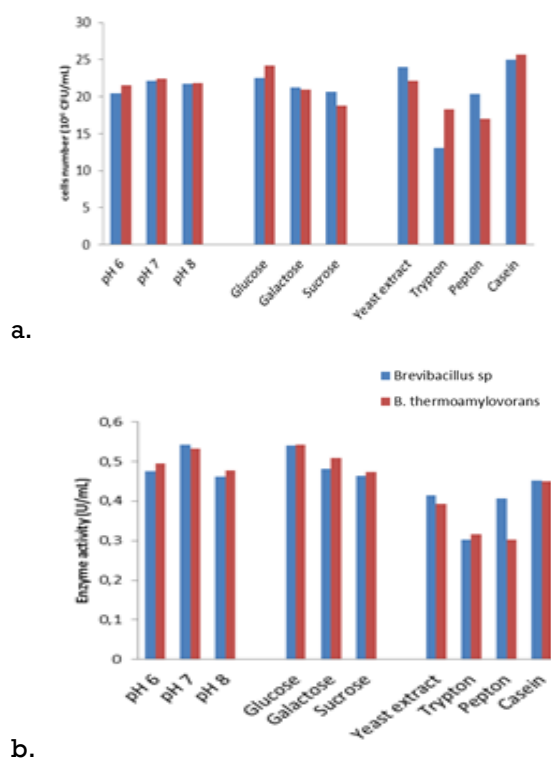 30
25
20
15
10
5
0
cells number (10⁶ CFU/mL)
pH 6
pH 7
pH 8
Glucose
Galactose
Sucrose
Yeast extract
Trypton
Pepton
Casein
a.
Brevibacillus sp
B. thermoamylovorans
0,6
0,5
0,4
0,3
0,2
0,1
0
Enzyme activity (U/mL)
pH 6
pH 7
pH 8
Glucose
Galactose
Sucrose
Yeast extract
Trypton
Pepton
Casein
b.